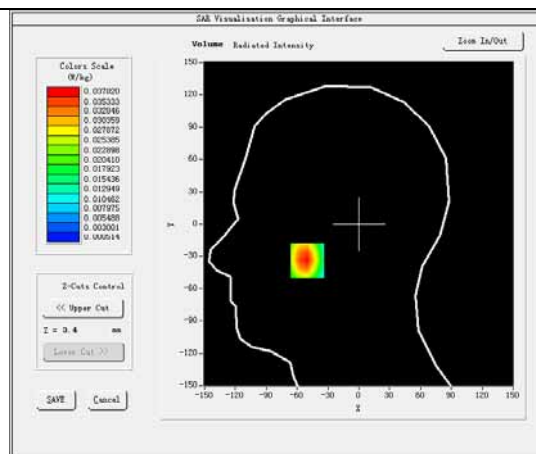 SAR Visualisation Graphical Interface
Volume Radiated Intensity
Zoom In/Out
Colors Scale
(W/kg)
0.037820
0.035333
0.032846
0.030359
0.027872
0.025385
0.022898
0.020410
0.017923
0.015436
0.012949
0.010462
0.007975
0.005488
0.003001
0.000514
Z-Cuts Control
<< Upper Cut
Z = 3.4 mm
Lower Cut >>
SAVE Cancel
150
120
90
60
30
0
-30
-60
-90
-120
-150
Y
-150 -120 -90 -60 -30 0 30 60 90 120 150
X